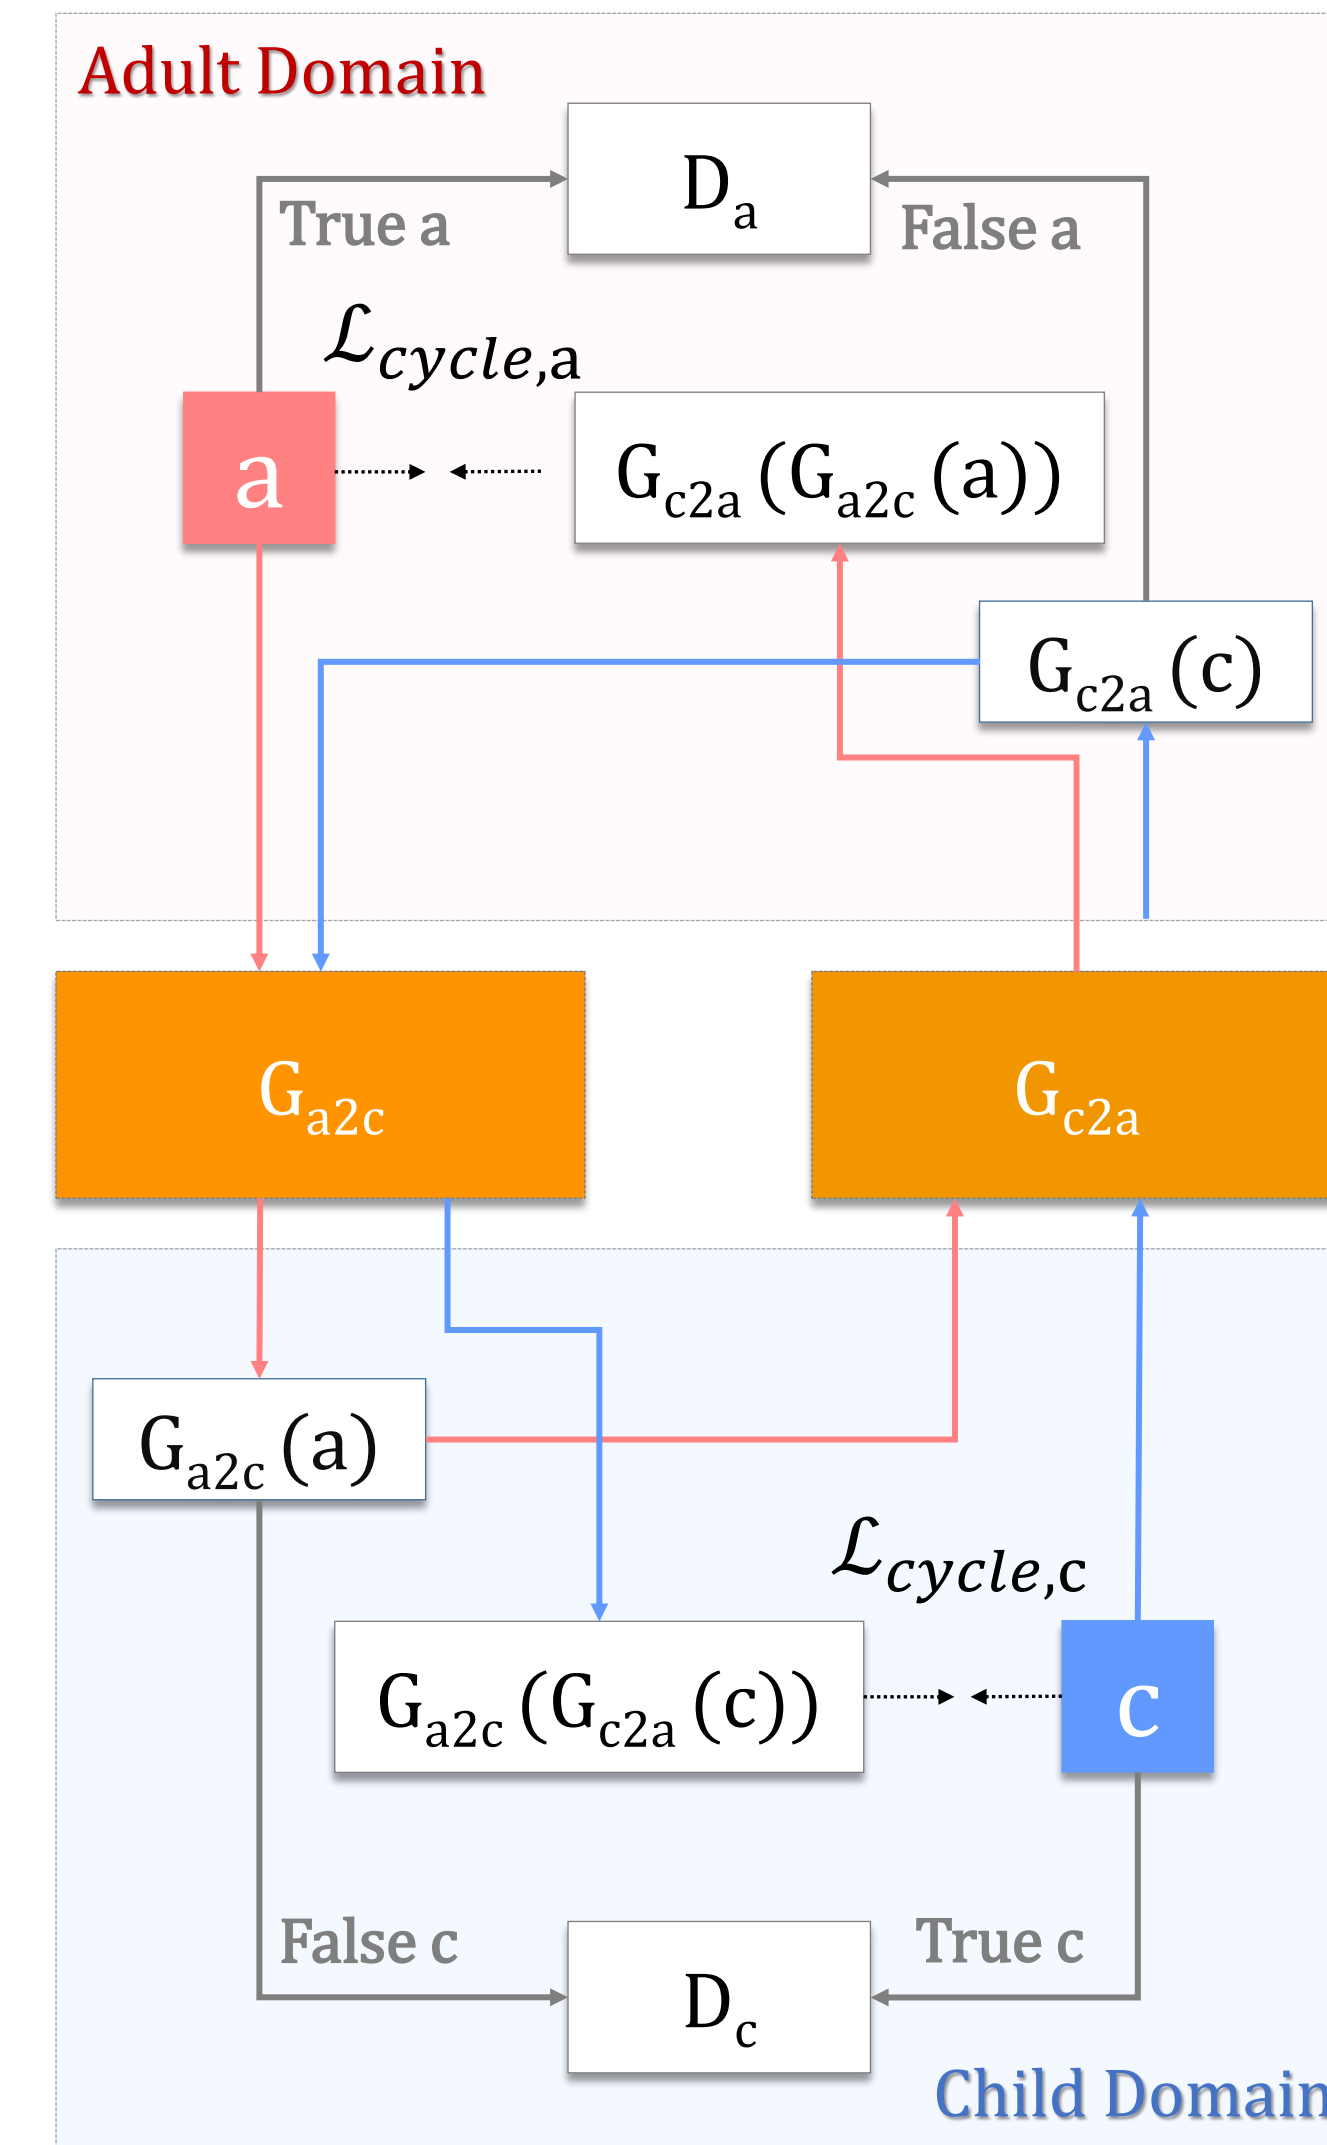 Adult Domain
D_a
True a
False a
ℒ_cycle,a
a
G_c2a (G_a2c (a))
G_c2a (c)
G_a2c
G_c2a
G_a2c (a)
ℒ_cycle,c
G_a2c (G_c2a (c))
c
False c
True c
D_c
Child Domain